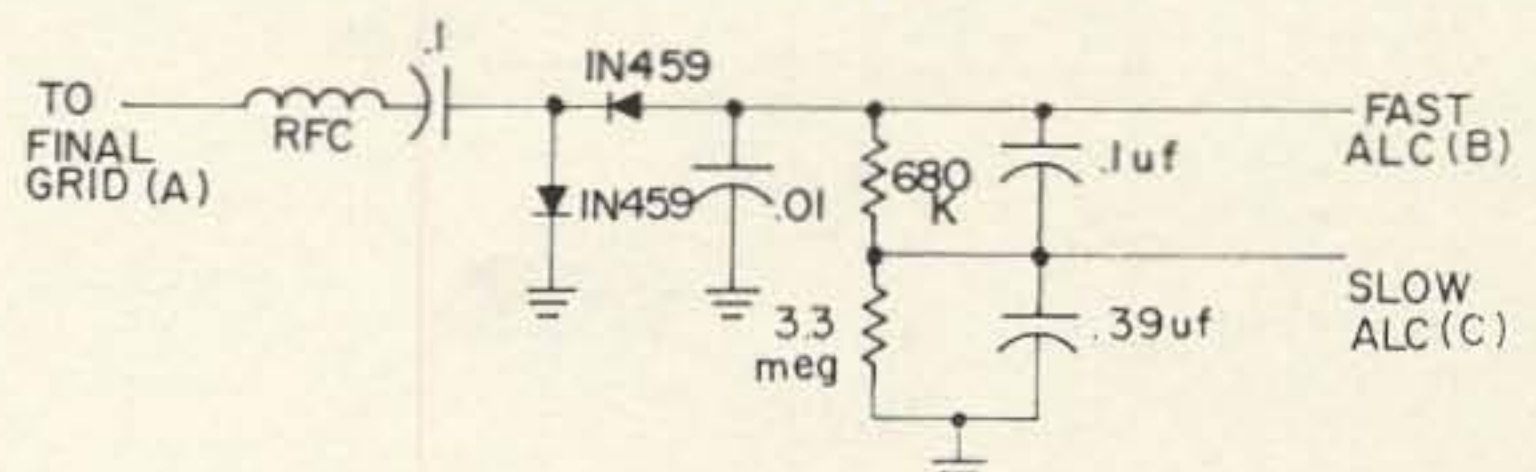 .1
IN459
TO
FINAL
GRID (A)
RFC
FAST
ALC (B)
680
K
.1uf
IN459
.01
3.3
meg
.39uf
SLOW
ALC (C)